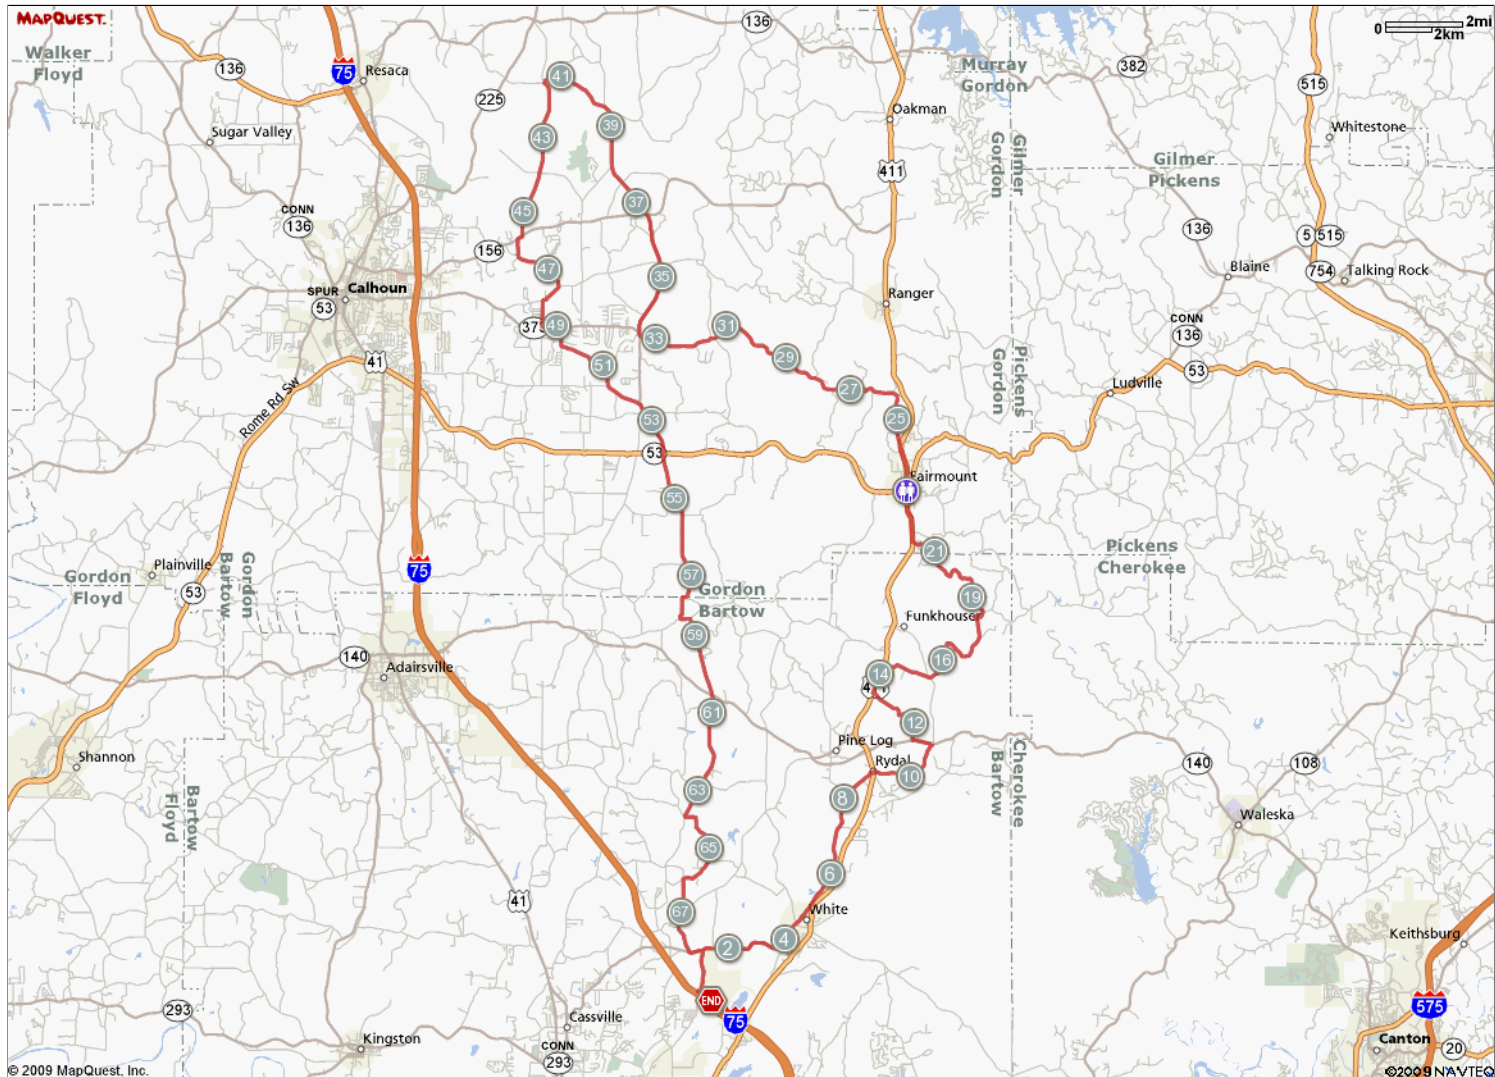 MAPQUEST.
136
0 2mi
2km
Walker
Floyd
136
75
Resaca
41
225
Murray
Gordon
382
515
Sugar Valley
43
39
Oakman
Whitestone
Gilmer
Gordon
Gilmer
Pickens
411
CONN
136
45
37
156
136
515
47
35
Blaine
754
Talking Rock
SPUR
53
Calhoun
Ranger
49
33
31
CONN
136
41
51
29
Pickens
Gordon
53
Ludville
Rome Rd Sw
27
53
25
53
Fairmount
55
21
Pickens
Cherokee
Plainville
Gordon
Bartow
75
Gordon
Floyd
57
Gordon
Bartow
19
53
Funkhouser
59
140
Adairsville
16
14
61
12
Pine Log
Cherokee
Bartow
Shannon
Rydal
10
140
108
63
8
Bartow
Floyd
Waleska
65
6
41
67
White
4
2
Keithsburg
END
293
75
575
Cassville
Kingston
CONN
293
Canton
20
© 2009 MapQuest, Inc.
©2009 NAVTEQ